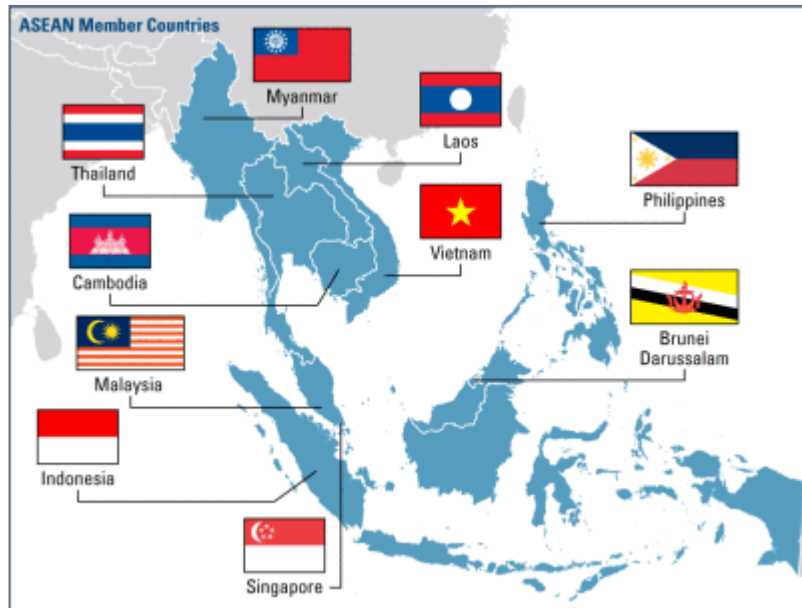 ASEAN Member Countries
Myanmar
Laos
Thailand
Philippines
Vietnam
Cambodia
Brunei
Darussalam
Malaysia
Indonesia
Singapore